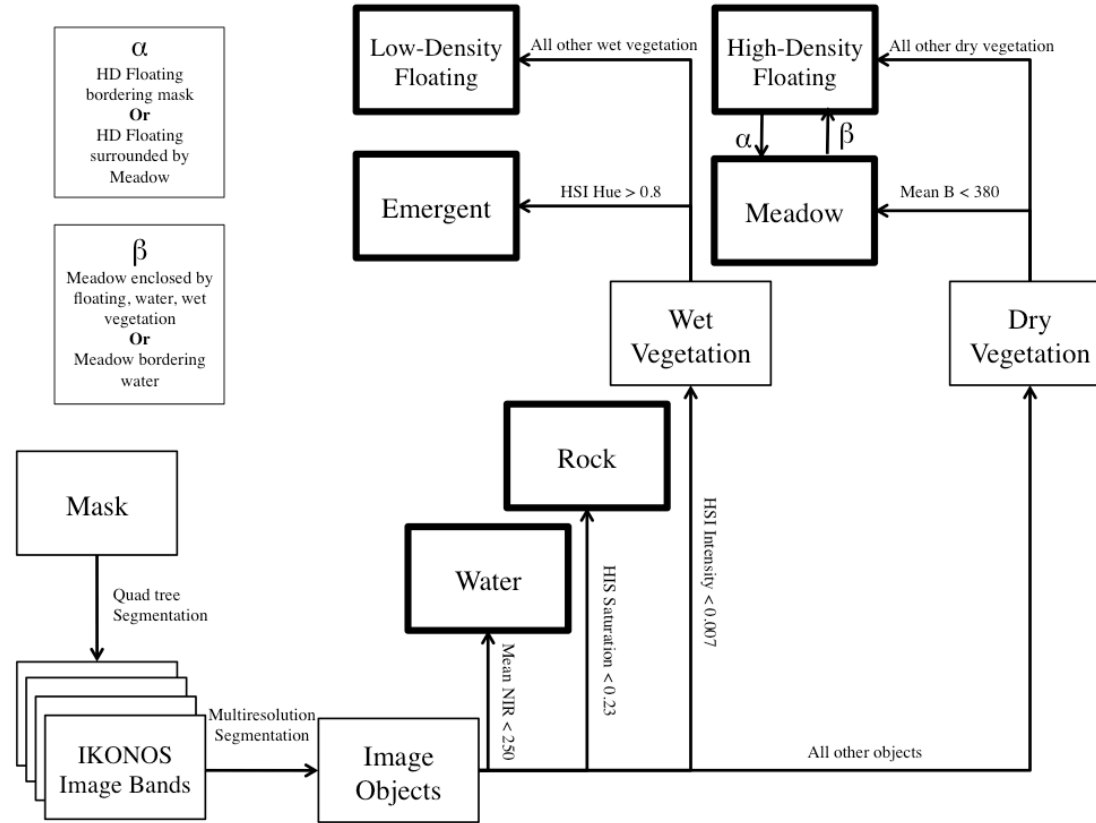 α
HD Floating
bordering mask
Or
HD Floating
surrounded by
Meadow
β
Meadow enclosed by
floating, water, wet
vegetation
Or
Meadow bordering
water
Low-Density
Floating
All other wet vegetation
High-Density
Floating
All other dry vegetation
α
β
Emergent
HSI Hue > 0.8
Meadow
Mean B < 380
Wet
Vegetation
Dry
Vegetation
Rock
Mask
Water
Quad tree
Segmentation
Mean NIR < 250
HIS Saturation < 0.23
HSI Intensity < 0.007
Multiresolution
Segmentation
IKONOS
Image Bands
Image
Objects
All other objects